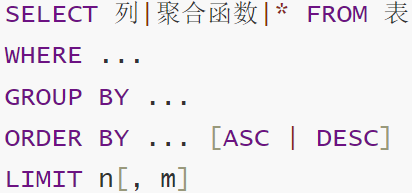 SELECT 列|聚合函数|* FROM 表
WHERE ...
GROUP BY ...
ORDER BY ... [ASC | DESC]
LIMIT n[, m]